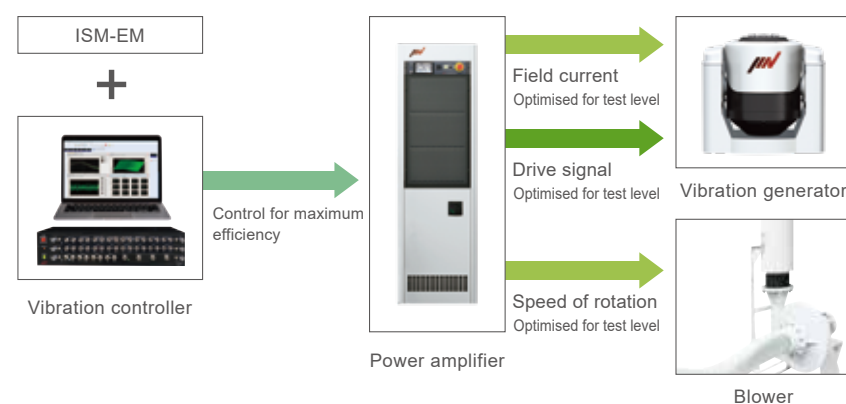 ISM-EM
+
Vibration controller
Control for maximum
efficiency
Power amplifier
Field current
Optimised for test level
Drive signal
Optimised for test level
Speed of rotation
Optimised for test level
Vibration generator
Blower